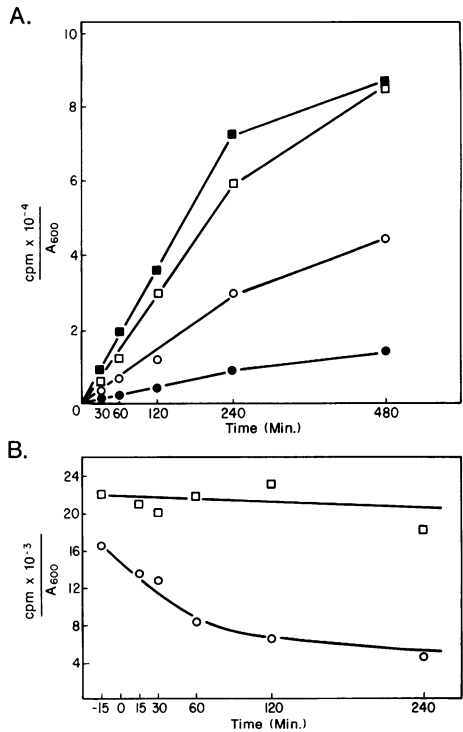 A.
10
8
6
4
2
0
30 60 120 240 480
cpm x 10⁻⁴
A₆₀₀
Time (Min.)
B.
24
20
16
12
8
4
cpm x 10⁻³
A₆₀₀
-15 0 15 30 60 120 240
Time (Min.)